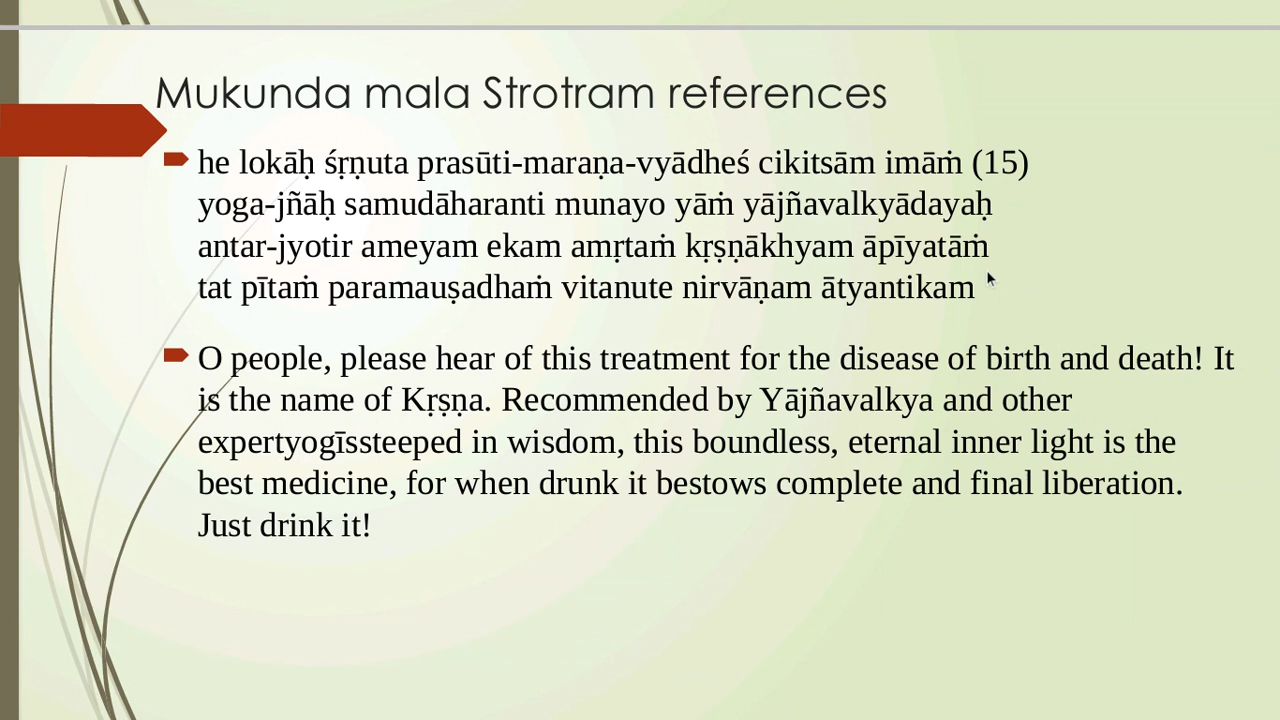 Mukunda mala Strotram references
he lokāḥ śṛṇuta prasūti-maraṇa-vyādheś cikitsām imāṁ (15)
yoga-jñāḥ samudāharanti munayo yāṁ yājñavalkyādayaḥ
antar-jyotir ameyam ekam amṛtaṁ kṛṣṇākhyam āpīyatāṁ
tat pītaṁ paramauṣadhaṁ vitanute nirvāṇam ātyantikam
O people, please hear of this treatment for the disease of birth and death! It
is the name of Kṛṣṇa. Recommended by Yājñavalkya and other
expertyogīssteeped in wisdom, this boundless, eternal inner light is the
best medicine, for when drunk it bestows complete and final liberation.
Just drink it!